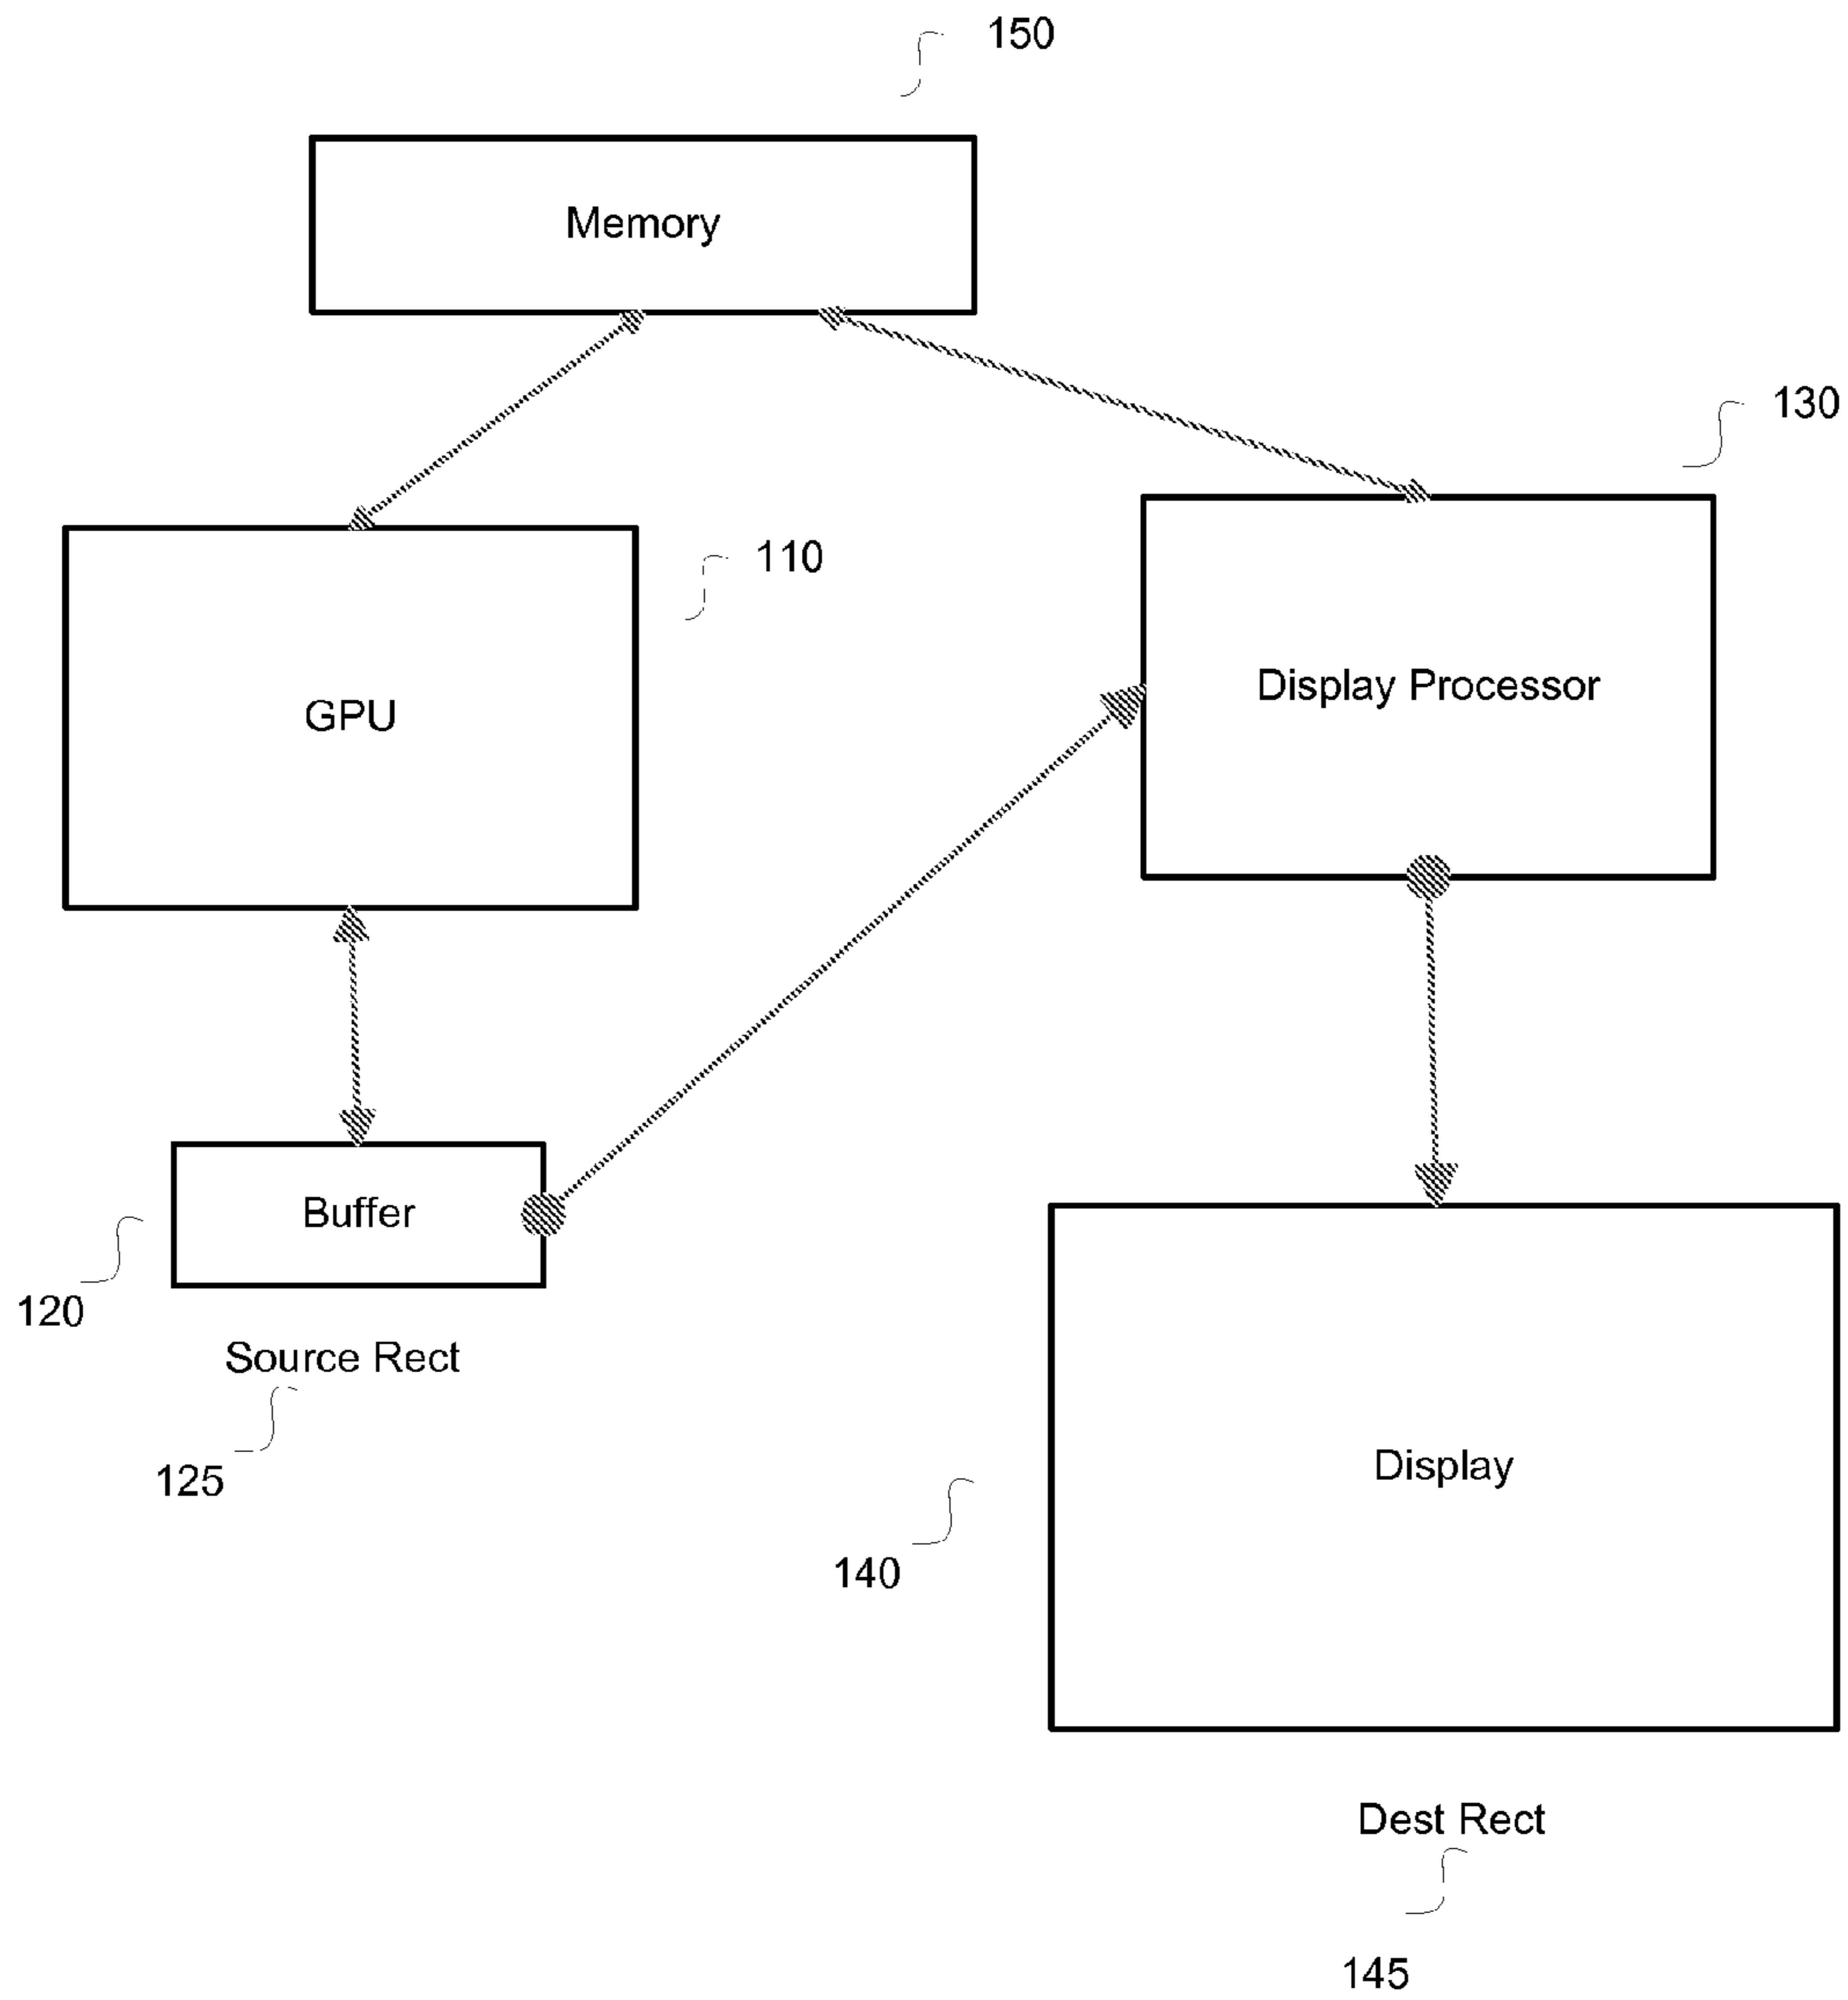 150
Memory
130
110
GPU
Display Processor
Buffer
120
Source Rect
125
Display
140
Dest Rect
145